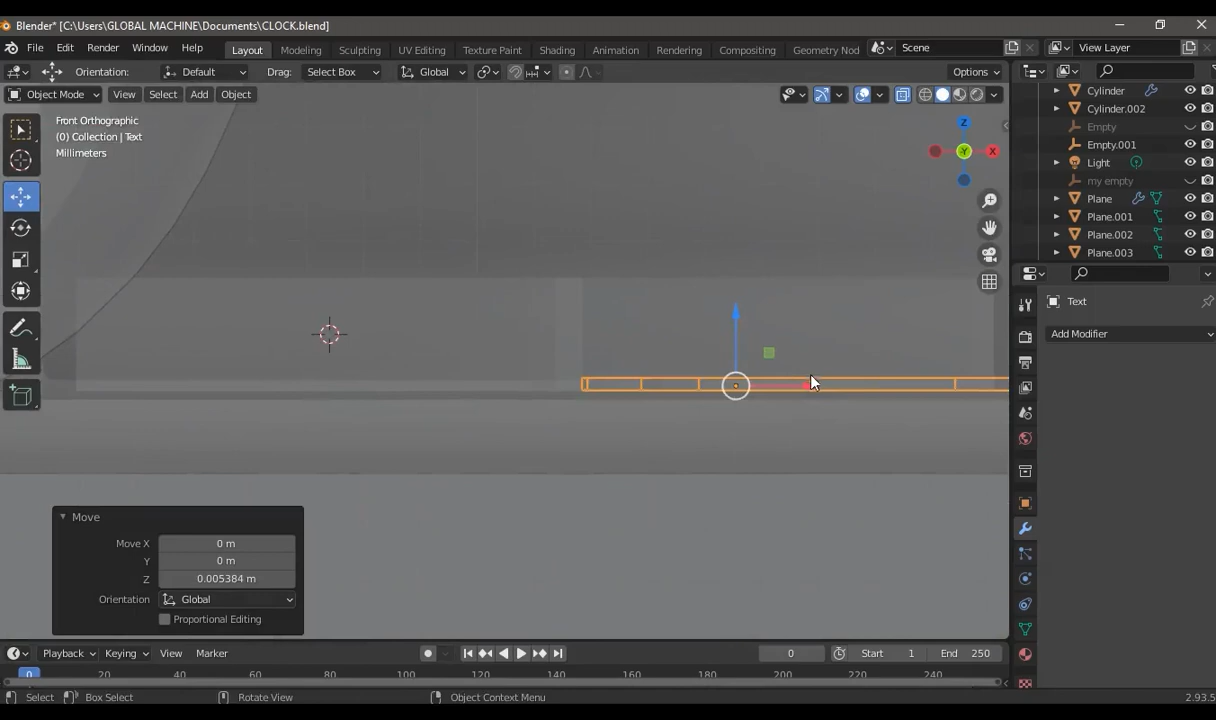 Blender* [C:\Users\GLOBAL MACHINE\Documents\CLOCK.blend]
File Edit Render Window Help Layout Modeling Sculpting UV Editing Texture Paint Shading Animation Rendering Compositing Geometry Nod Scene View Layer
Orientation: Default Drag: Select Box Global Options
Object Mode View Select Add Object
Front Orthographic
(0) Collection | Text
Millimeters
Z
Y
X
Cylinder
Cylinder.002
Empty
Empty.001
Light
my empty
Plane
Plane.001
Plane.002
Plane.003
Text
Add Modifier
Move
Move X 0 m
Y 0 m
Z 0.005384 m
Orientation Global
Proportional Editing
Playback Keying View Marker 0 Start 1 End 250
0 20 40 60 80 100 120 140 160 180 200 220 240
Select Box Select Rotate View Object Context Menu 2.93.5